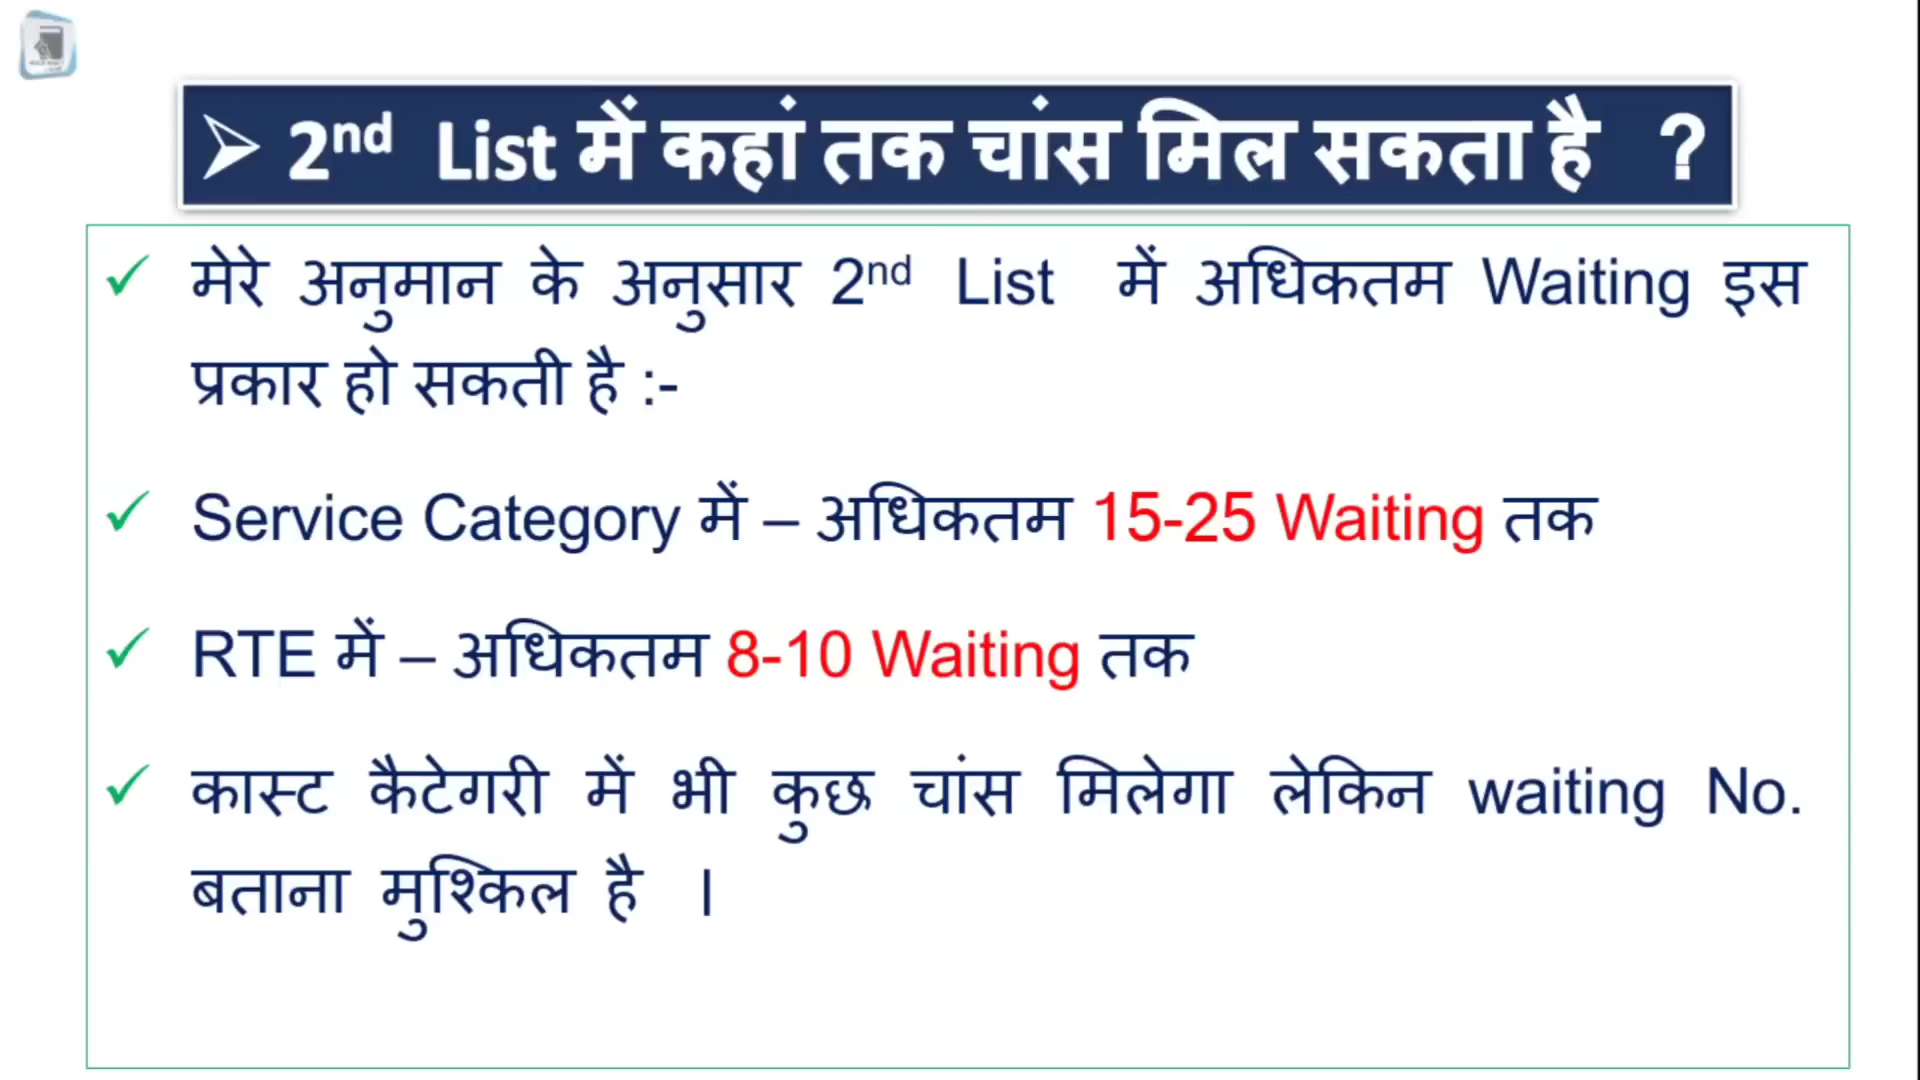 ➢ 2nd List में कहां तक चांस मिल सकता है ?
✓ मेरे अनुमान के अनुसार 2nd List में अधिकतम Waiting इस
प्रकार हो सकती है :-
✓ Service Category में – अधिकतम 15-25 Waiting तक
✓ RTE में – अधिकतम 8-10 Waiting तक
✓ कास्ट कैटेगरी में भी कुछ चांस मिलेगा लेकिन waiting No.
बताना मुश्किल है ।